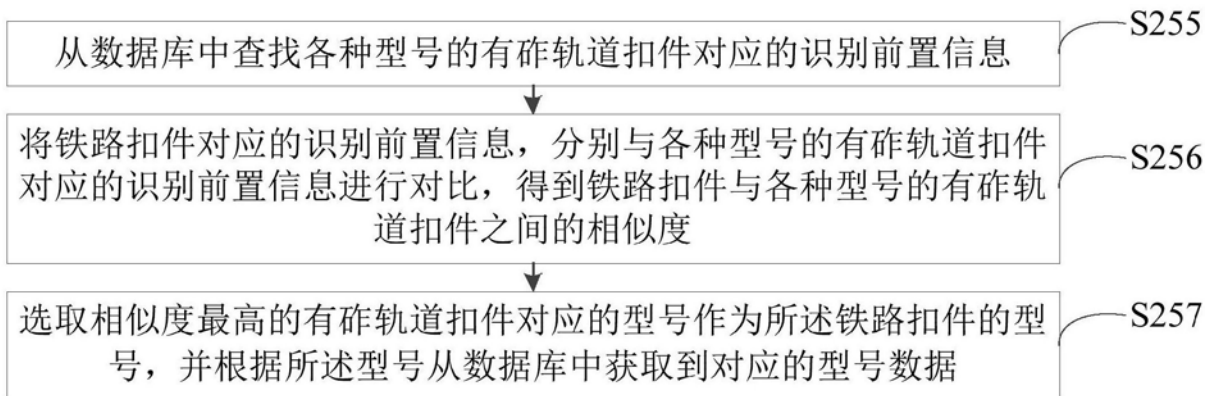 从数据库中查找各种型号的有砟轨道扣件对应的识别前置信息
S255
将铁路扣件对应的识别前置信息，分别与各种型号的有砟轨道扣件
对应的识别前置信息进行对比，得到铁路扣件与各种型号的有砟轨
道扣件之间的相似度
S256
选取相似度最高的有砟轨道扣件对应的型号作为所述铁路扣件的型
号，并根据所述型号从数据库中获取到对应的型号数据
S257